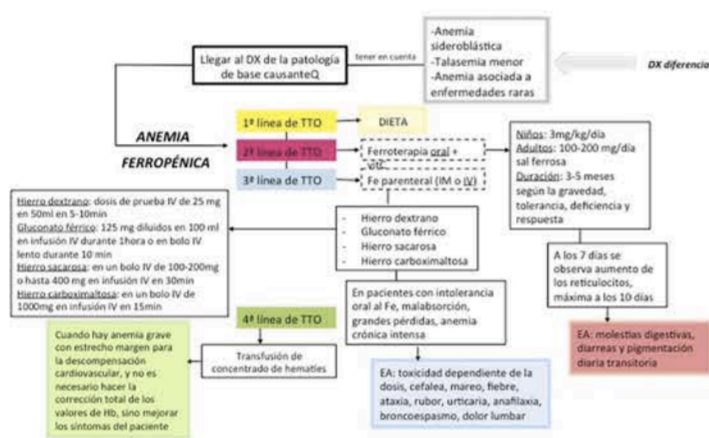 Llegar al DX de la patología
de base causanteQ
tener en cuenta
-Anemia
sideroblástica
-Talasemia menor
-Anemia asociada a
enfermedades raras
DX diferencio
ANEMIA
FERROPÉNICA
1ª línea de TTO
DIETA
2ª línea de TTO
Ferroterapia oral +
vitc
3ª línea de TTO
Fe parenteral (IM o IV)
Niños: 3mg/kg/día
Adultos: 100-200 mg/día
sal ferrosa
Duración: 3-5 meses
según la gravedad,
tolerancia, deficiencia y
respuesta
Hierro dextrano: dosis de prueba IV de 25 mg
en 50ml en 5-10min
Gluconato férrico: 125 mg diluidos en 100 ml
en infusión IV durante 1hora o en bolo IV
lento durante 10 min
Hierro sacarosa: en un bolo IV de 100-200mg
o hasta 400 mg en infusión IV en 30min
Hierro carboximaltosa: en un bolo IV de
1000mg en infusión IV en 15min
- Hierro dextrano
- Gluconato férrico
- Hierro sacarosa
- Hierro carboximaltosa
A los 7 días se
observa aumento de
los reticulocitos,
máxima a los 10 días
En pacientes con intolerancia
oral al Fe, malabsorción,
grandes pérdidas, anemia
crónica intensa
4ª línea de TTO
Transfusión de
concentrado de hematíes
Cuando hay anemia grave
con estrecho margen para
la descompensación
cardiovascular, y no es
necesario hacer la
corrección total de los
valores de Hb, sino mejorar
los síntomas del paciente
EA: molestias digestivas,
diarreas y pigmentación
diaria transitoria
EA: toxicidad dependiente de la
dosis, cefalea, mareo, fiebre,
ataxia, rubor, urticaria, anafilaxia,
broncoespasmo, dolor lumbar